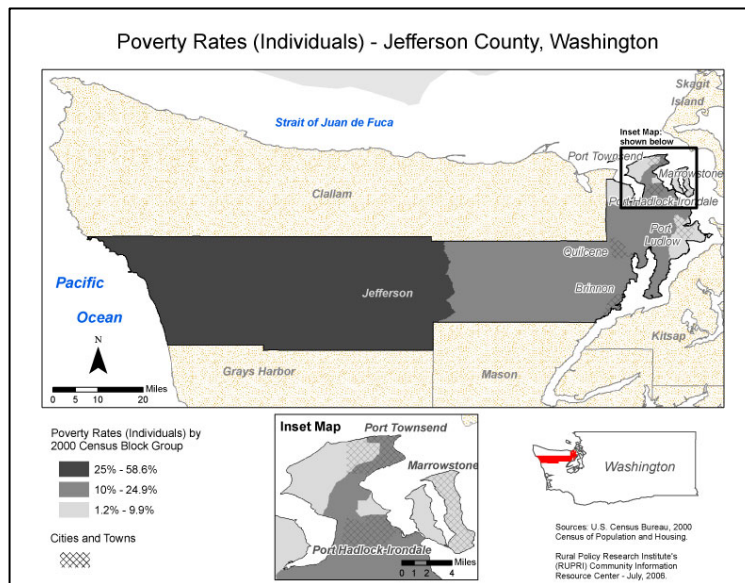 Poverty Rates (Individuals) - Jefferson County, Washington
Skagit
Island
Strait of Juan de Fuca
Inset Map:
shown below
Port Townsend
Marrowstone
Clallam
Port Hadlock-Irondale
Port
Ludlow
Quilcene
Pacific
Ocean
Jefferson
Brinnon
Kitsap
N
Miles
0 5 10 20
Grays Harbor
Mason
Poverty Rates (Individuals) by
2000 Census Block Group
25% - 58.6%
10% - 24.9%
1.2% - 9.9%
Cities and Towns
Inset Map
Port Townsend
Marrowstone
Port Hadlock-Irondale
Miles
0 1 2 4
Washington
Sources: U.S. Census Bureau, 2000
Census of Population and Housing.
Rural Policy Research Institute's
(RUPRI) Community Information
Resource Center - July, 2006.